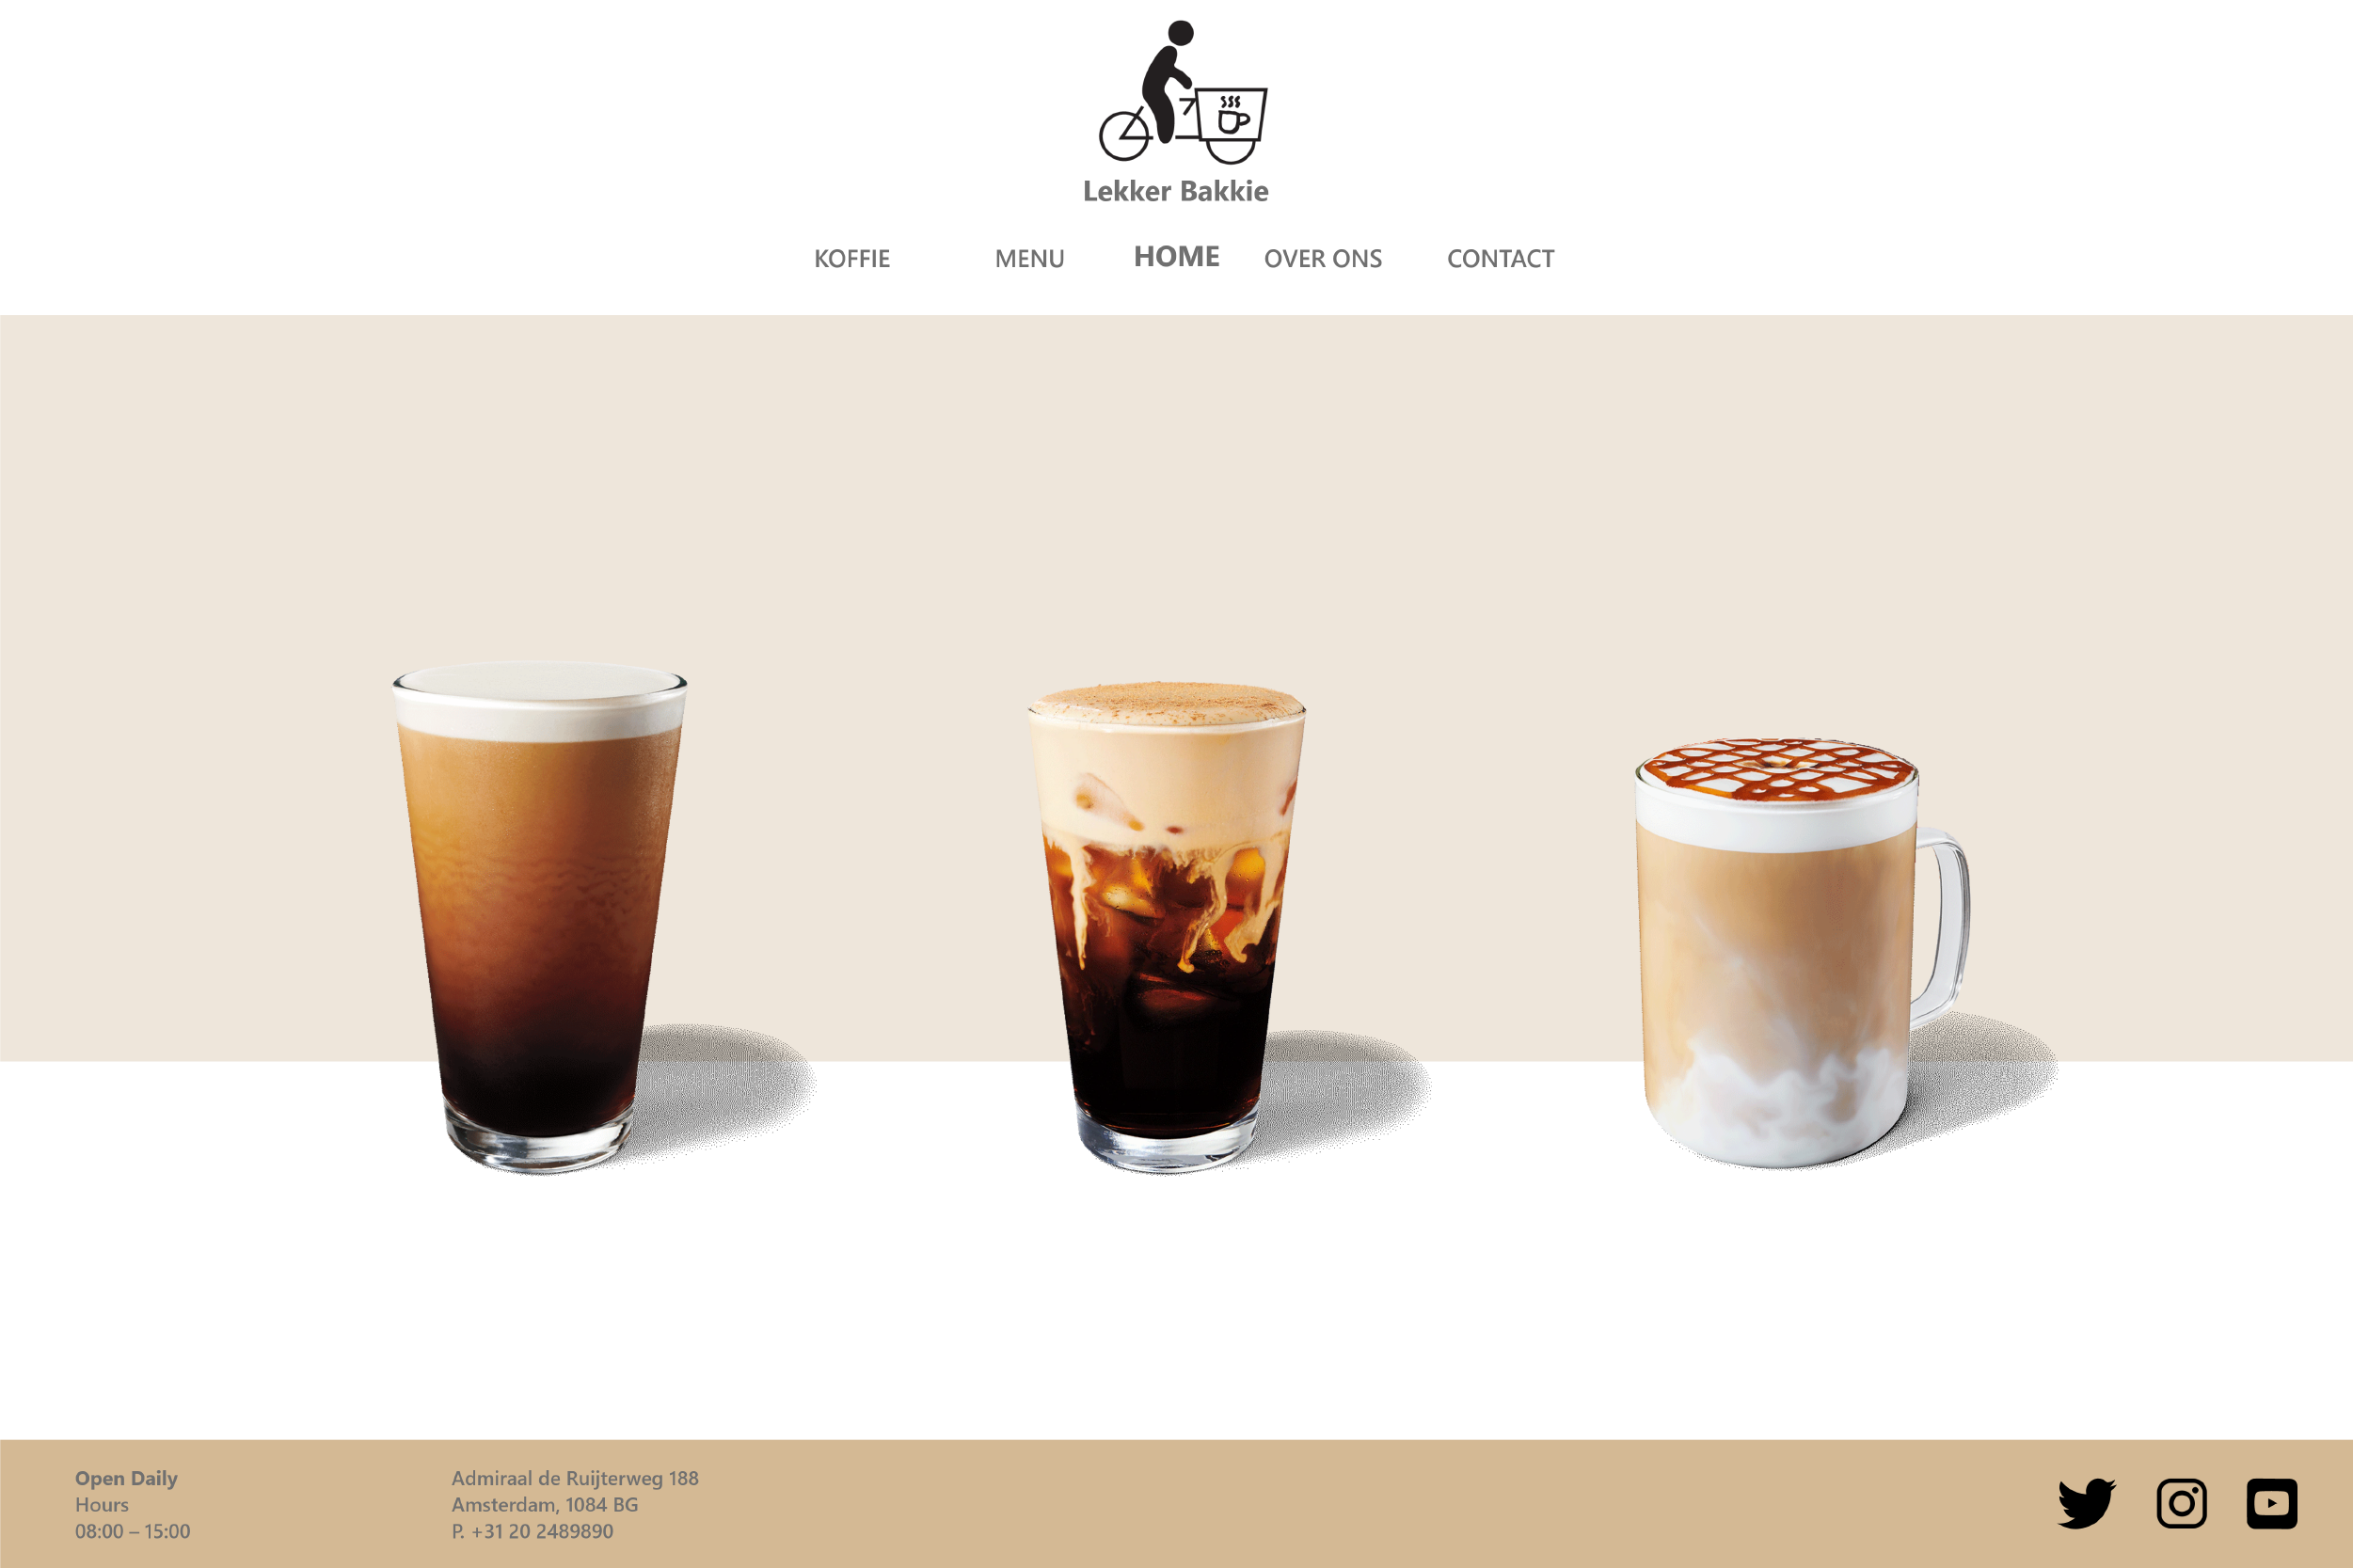 Lekker Bakkie
KOFFIE MENU HOME OVER ONS CONTACT
Open Daily
Hours
08:00 – 15:00
Admiraal de Ruijterweg 188
Amsterdam, 1084 BG
P. +31 20 2489890